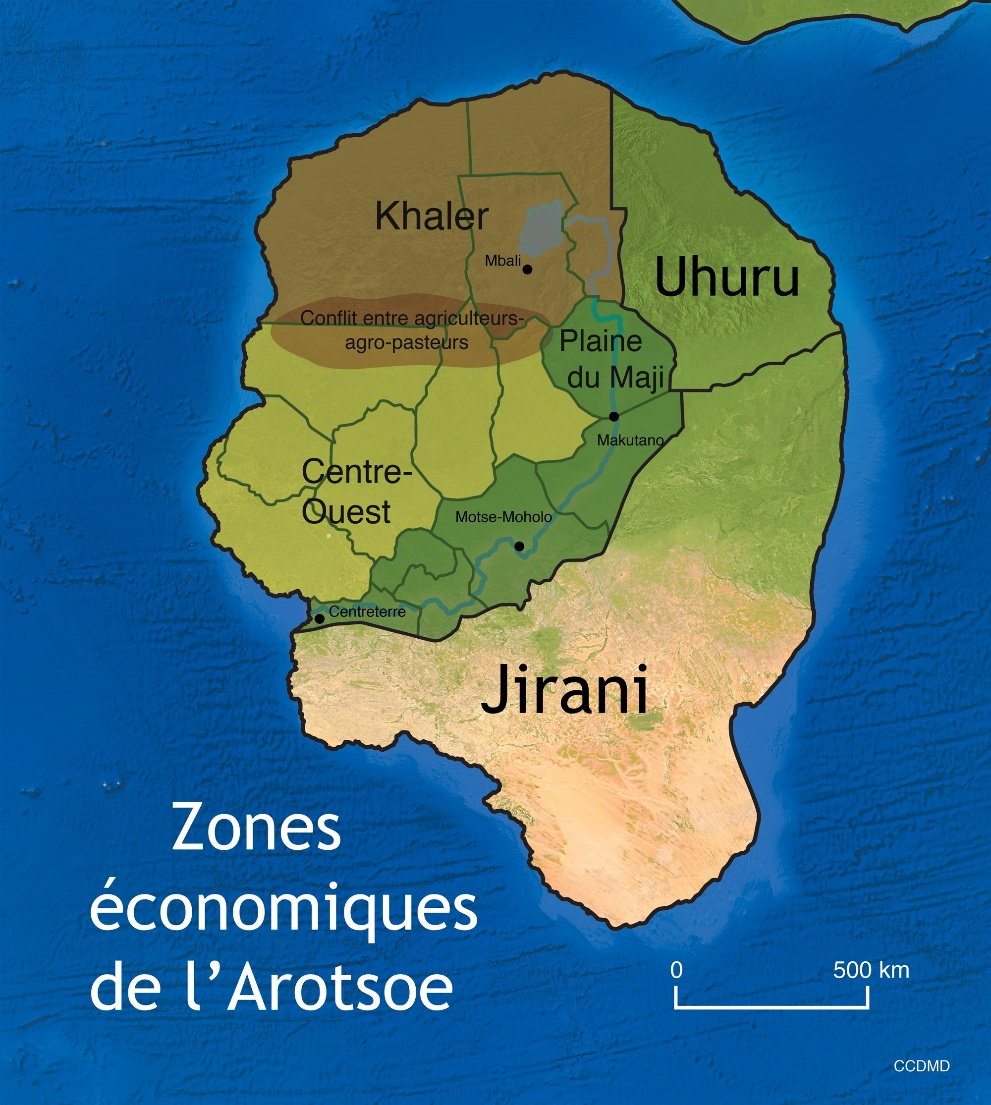 Khaler
Mbali
Uhuru
Conflit entre agriculteurs-
agro-pasteurs
Plaine
du Maji
Makutano
Centre-
Ouest
Motse-Moholo
Centreterre
Jirani
Zones
économiques
de l’Arotsoe
0 500 km
CCDMD